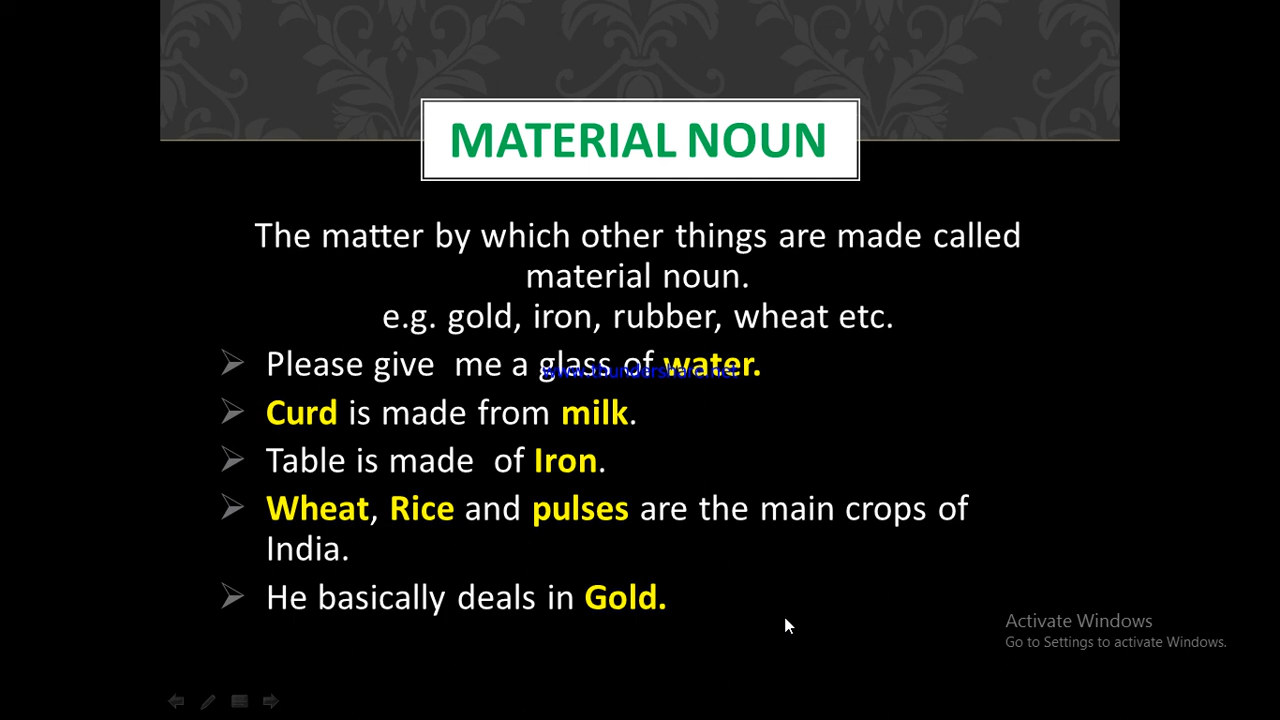 MATERIAL NOUN
The matter by which other things are made called
material noun.
e.g. gold, iron, rubber, wheat etc.
Please give  me a glass of water.
www.thundershare.net
Curd is made from milk.
Table is made  of Iron.
Wheat, Rice and pulses are the main crops of
India.
He basically deals in Gold.
Activate Windows
Go to Settings to activate Windows.